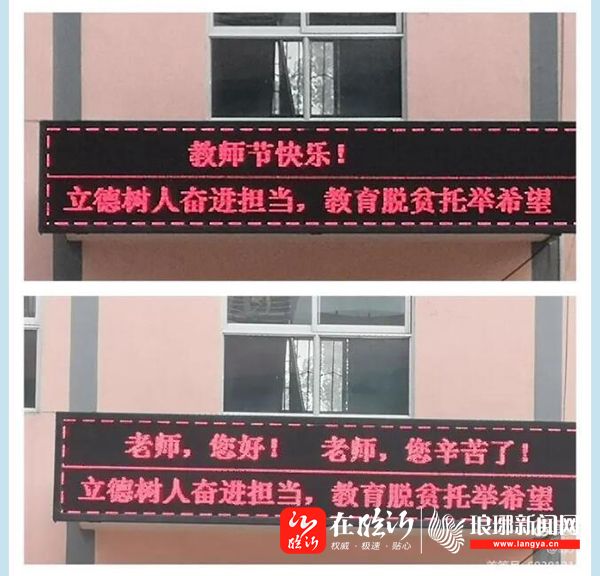 教师节快乐！
立德树人奋进担当，教育脱贫托举希望
老师，您好！ 老师，您辛苦了！
立德树人奋进担当，教育脱贫托举希望
在临沂
权威·极速·贴心
琅琊新闻网
www.langya.cn